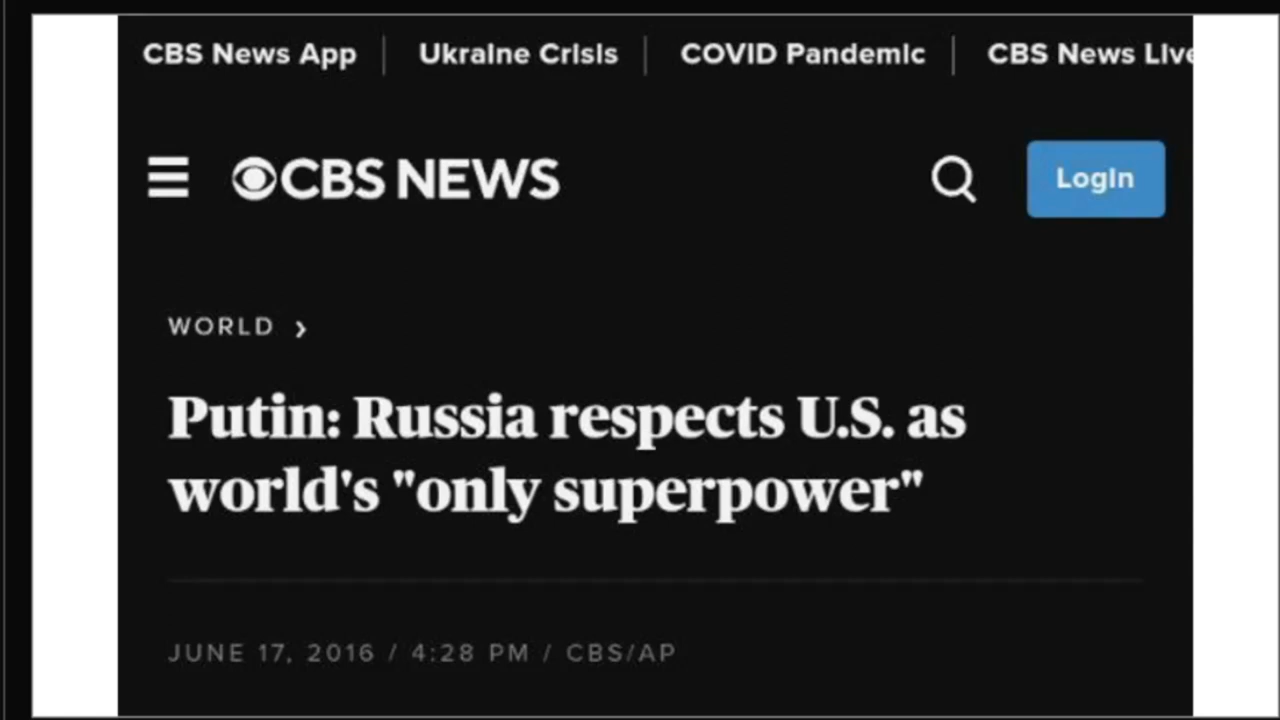 CBS News App | Ukraine Crisis | COVID Pandemic | CBS News Live
CBS NEWS
Login
WORLD ›
Putin: Russia respects U.S. as
world's "only superpower"
JUNE 17, 2016 / 4:28 PM / CBS/AP